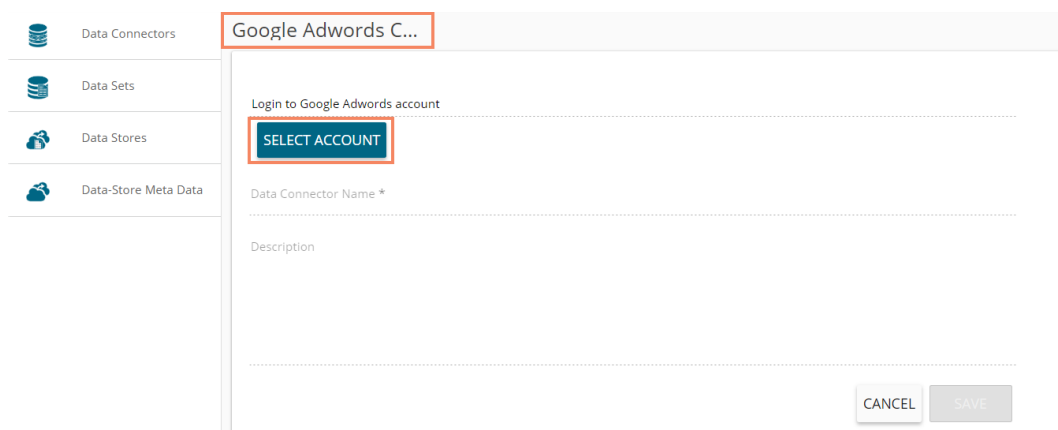 Data Connectors
Data Sets
Data Stores
Data-Store Meta Data
Google Adwords C...
Login to Google Adwords account
SELECT ACCOUNT
Data Connector Name *
Description
CANCEL
SAVE